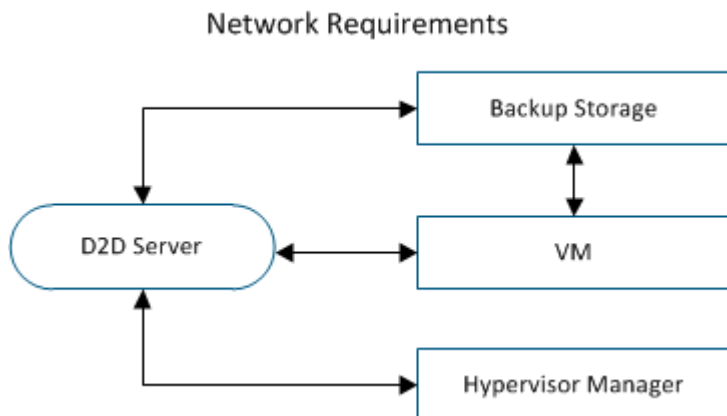 Network Requirements
Backup Storage
D2D Server
VM
Hypervisor Manager